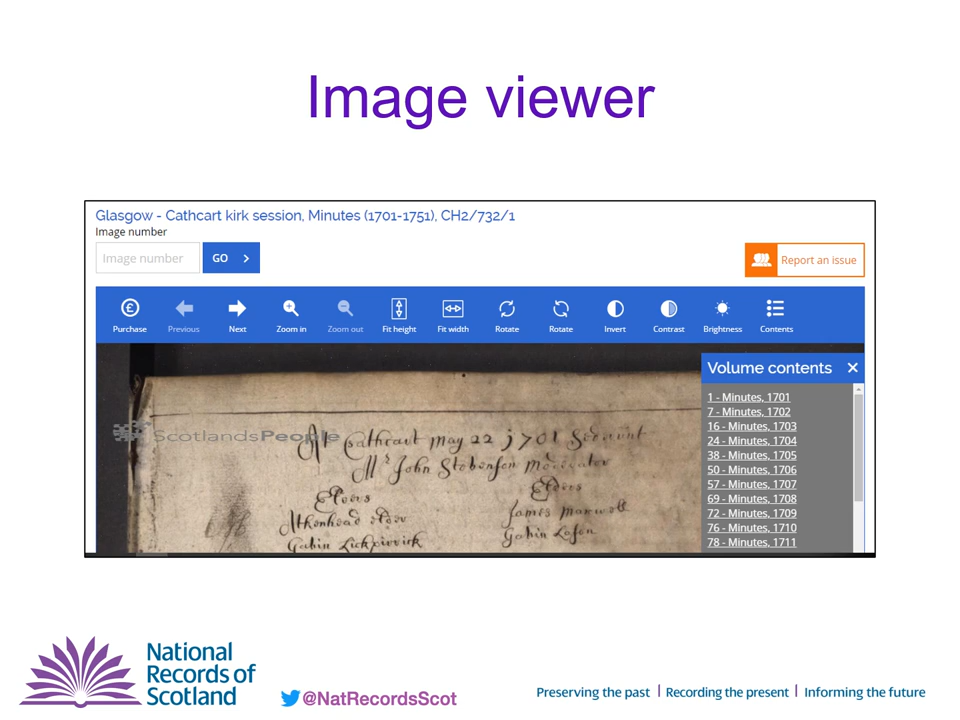 Image viewer
Glasgow - Cathcart kirk session, Minutes (1701-1751), CH2/732/1
Image number
Image number
GO
Report an issue
Purchase
Previous
Next
Zoom in
Zoom out
Fit height
Fit width
Rotate
Rotate
Invert
Contrast
Brightness
Contents
Volume contents
1 - Minutes, 1701
7 - Minutes, 1702
16 - Minutes, 1703
24 - Minutes, 1704
38 - Minutes, 1705
50 - Minutes, 1706
57 - Minutes, 1707
69 - Minutes, 1708
72 - Minutes, 1709
76 - Minutes, 1710
78 - Minutes, 1711
ScotlandsPeople
At Cathcart may 22 1701
Mr John
Elders
Elders
James
National
Records of
Scotland
@NatRecordsScot
Preserving the past | Recording the present | Informing the future